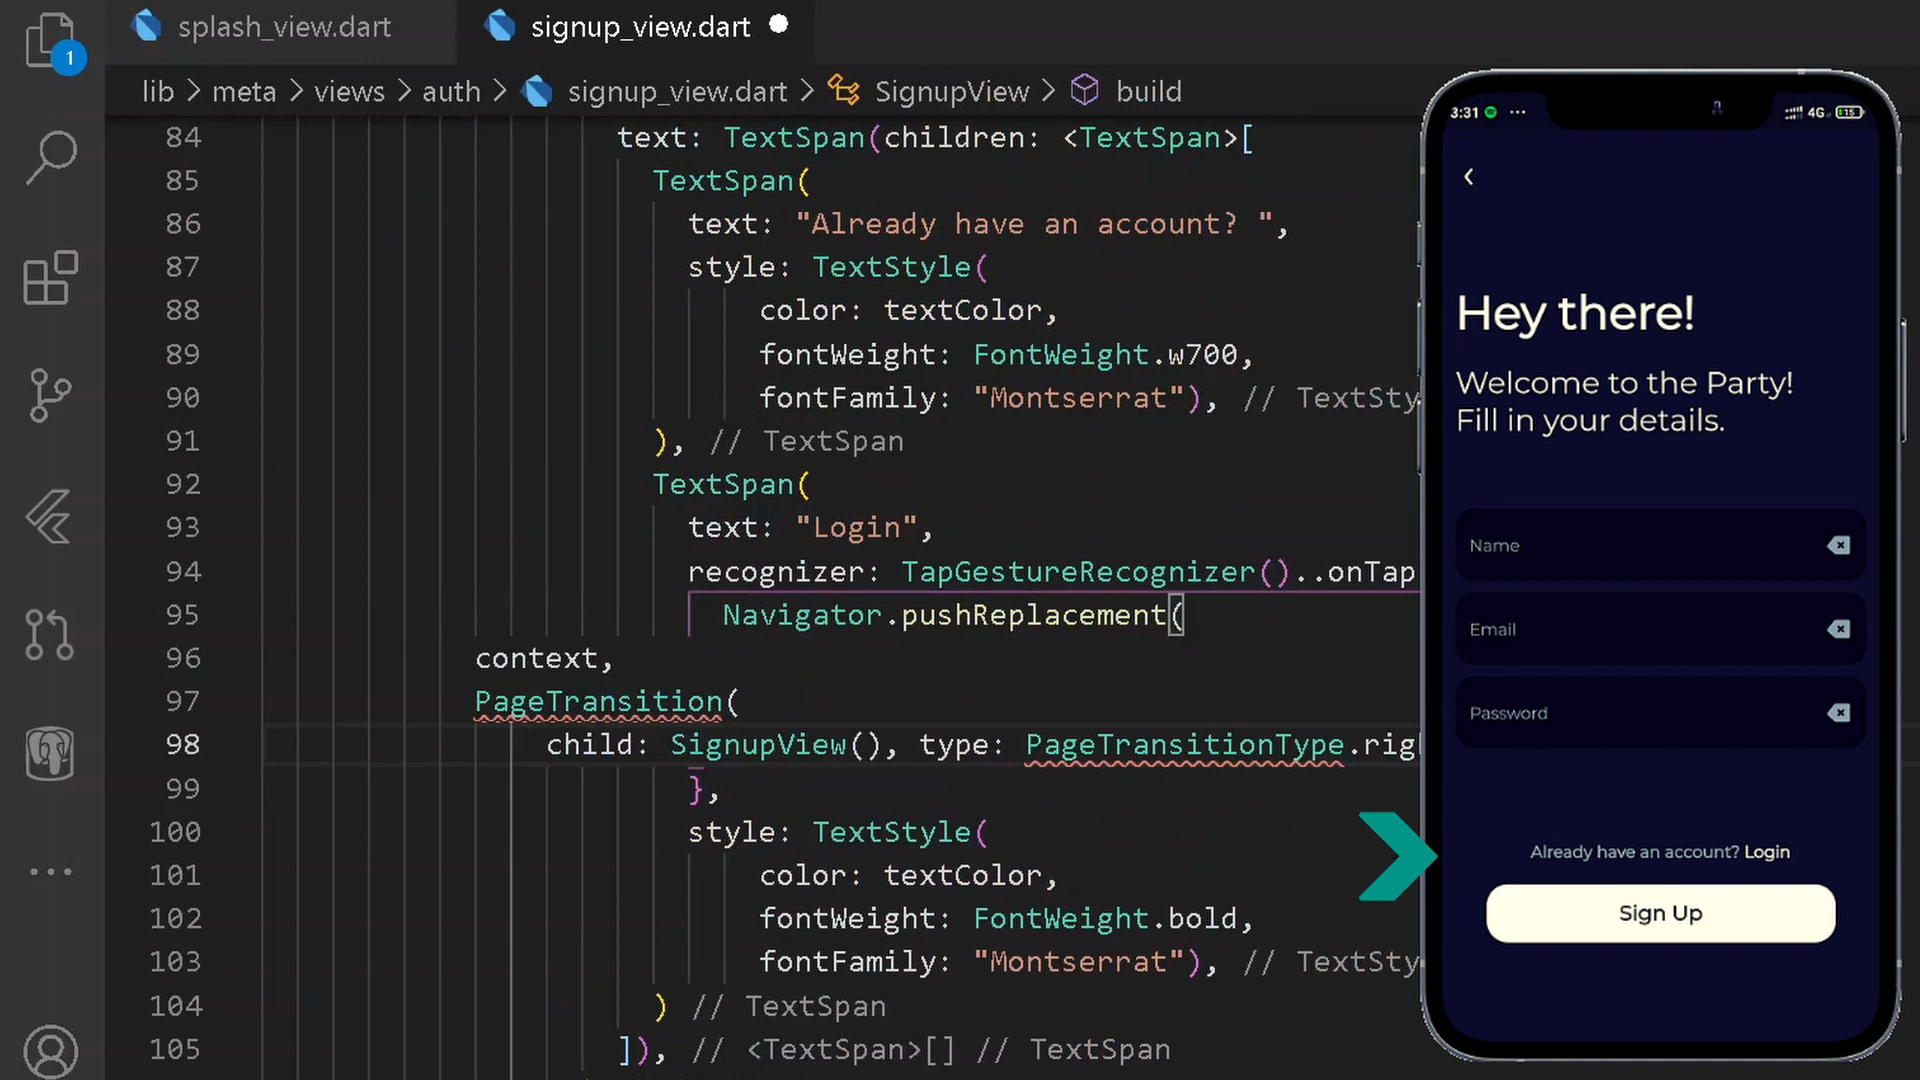 splash_view.dart
signup_view.dart
1
lib > meta > views > auth > signup_view.dart > SignupView > build
84 text: TextSpan(children: <TextSpan>[
85 TextSpan(
86 text: "Already have an account? ",
87 style: TextStyle(
88 color: textColor,
89 fontWeight: FontWeight.w700,
90 fontFamily: "Montserrat"), // TextSty
91 ), // TextSpan
92 TextSpan(
93 text: "Login",
94 recognizer: TapGestureRecognizer()..onTap
95 Navigator.pushReplacement(
96 context,
97 PageTransition(
98 child: SignupView(), type: PageTransitionType.righ
99 },
100 style: TextStyle(
101 color: textColor,
102 fontWeight: FontWeight.bold,
103 fontFamily: "Montserrat"), // TextSty
104 ) // TextSpan
105 ]), // <TextSpan>[] // TextSpan
3:31 ... 4G 15
Hey there!
Welcome to the Party!
Fill in your details.
Name
Email
Password
Already have an account? Login
Sign Up